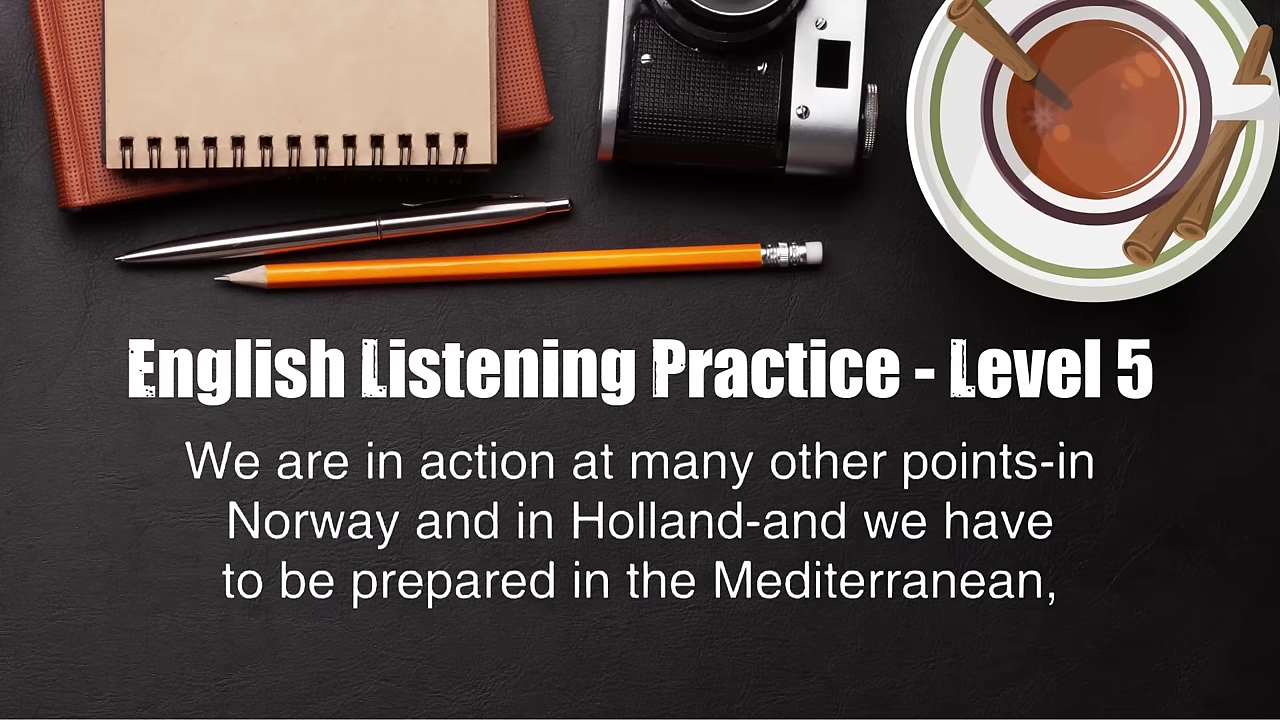 English Listening Practice - Level 5
We are in action at many other points-in
Norway and in Holland-and we have
to be prepared in the Mediterranean,